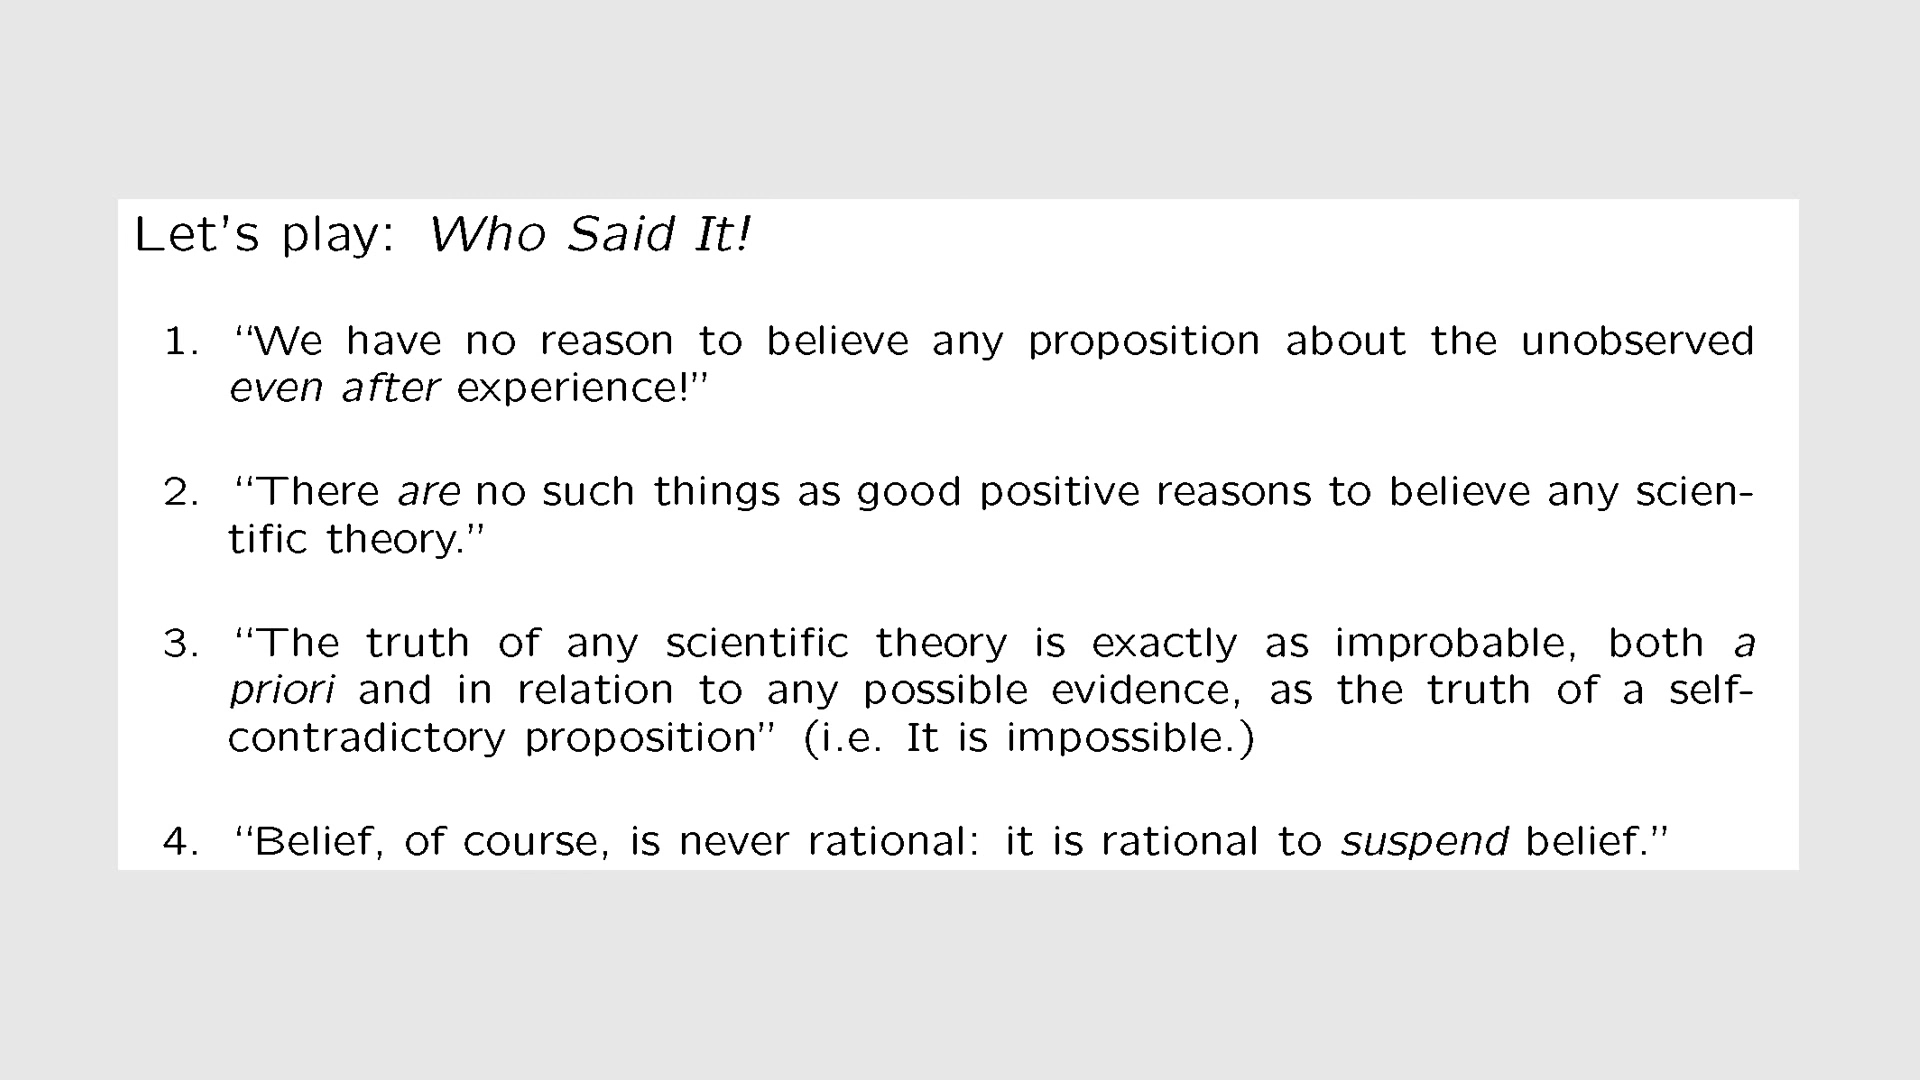 Let's play: Who Said It!
1. “We have no reason to believe any proposition about the unobserved
even after experience!”
2. “There are no such things as good positive reasons to believe any scien-
tific theory.”
3. “The truth of any scientific theory is exactly as improbable, both a
priori and in relation to any possible evidence, as the truth of a self-
contradictory proposition” (i.e. It is impossible.)
4. “Belief, of course, is never rational: it is rational to suspend belief.”